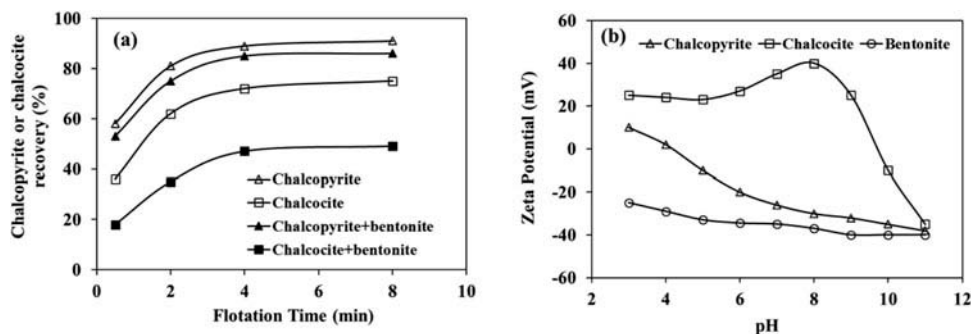 (a)
Chalcopyrite or chalcocite
recovery (%)
100
80
60
40
20
0
Chalcopyrite
Chalcocite
Chalcopyrite+bentonite
Chalcocite+bentonite
0 2 4 6 8 10
Flotation Time (min)
(b)
Chalcopyrite Chalcocite Bentonite
Zeta Potential (mV)
60
40
20
0
-20
-40
-60
2 4 6 8 10 12
pH